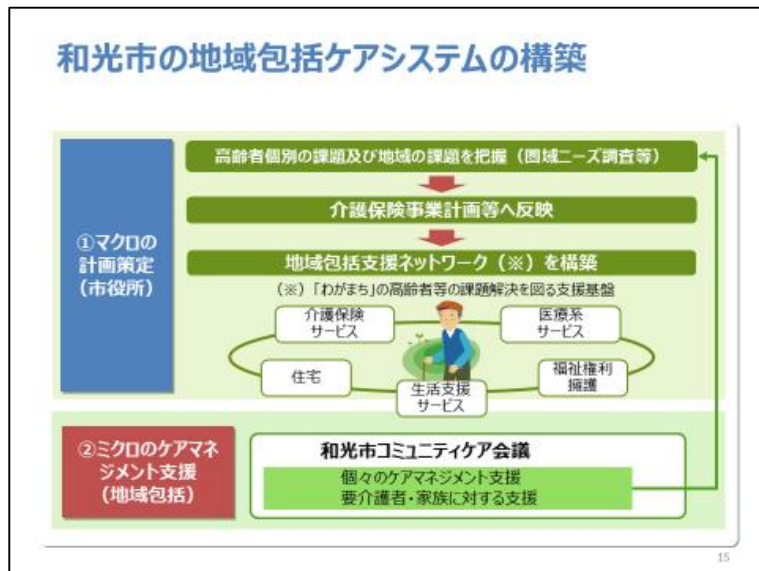 和光市の地域包括ケアシステムの構築
①マクロの
計画策定
(市役所)
高齢者個別の課題及び地域の課題を把握(圏域ニーズ調査等)
介護保険事業計画等へ反映
地域包括支援ネットワーク(※)を構築
(※)「わがまち」の高齢者等の課題解決を図る支援基盤
介護保険
サービス
医療系
サービス
住宅
生活支援
サービス
福祉権利
擁護
②ミクロのケアマネ
ジメント支援
(地域包括)
和光市コミュニティケア会議
個々のケアマネジメント支援
要介護者・家族に対する支援
15